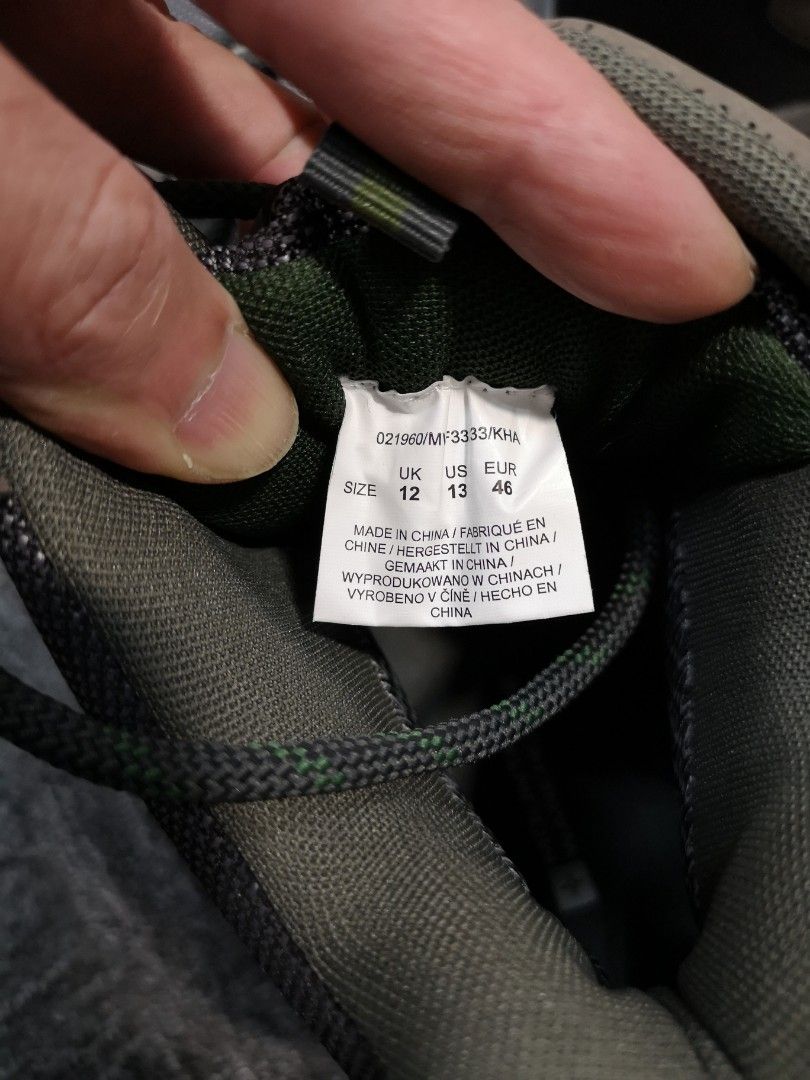 021960/MF3333/KHA
UK US EUR
SIZE 12 13 46
MADE IN CHINA / FABRIQUÉ EN
CHINE / HERGESTELLT IN CHINA /
GEMAAKT IN CHINA /
WYPRODUKOWANO W CHINACH /
VYROBENO V ČÍNĚ / HECHO EN
CHINA